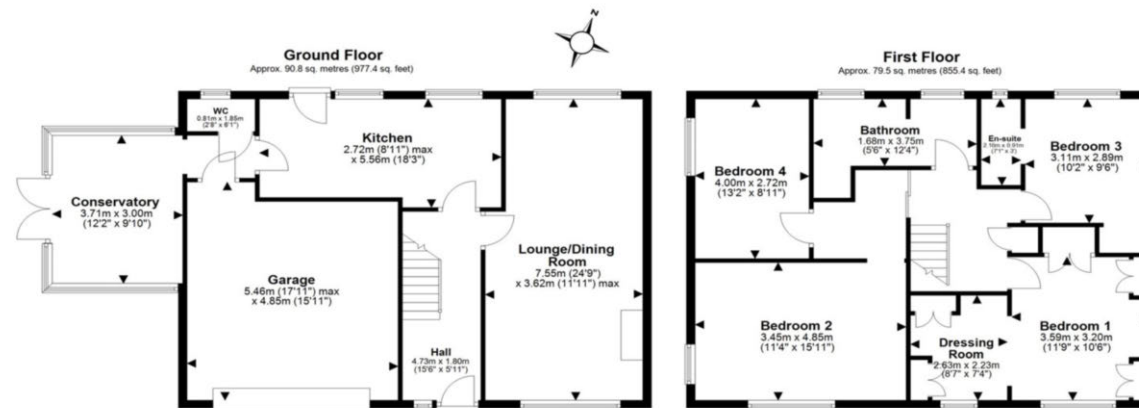 N
Ground Floor
Approx. 90.8 sq. metres (977.4 sq. feet)
WC
0.81m x 1.85m
(2'8" x 6'1")
Kitchen
2.72m (8'11") max
x 5.56m (18'3")
Conservatory
3.71m x 3.00m
(12'2" x 9'10")
Garage
5.46m (17'11") max
x 4.85m (15'11")
Lounge/Dining
Room
7.55m (24'9")
x 3.62m (11'11") max
Hall
4.73m x 1.80m
(15'6" x 5'11")
First Floor
Approx. 79.5 sq. metres (855.4 sq. feet)
Bathroom
1.68m x 3.75m
(5'6" x 12'4")
En-suite
2.16m x 0.91m
(7'1" x 3')
Bedroom 3
3.11m x 2.89m
(10'2" x 9'6")
Bedroom 4
4.00m x 2.72m
(13'2" x 8'11")
Bedroom 2
3.45m x 4.85m
(11'4" x 15'11")
Dressing
Room
2.63m x 2.23m
(8'7" x 7'4")
Bedroom 1
3.59m x 3.20m
(11'9" x 10'6")